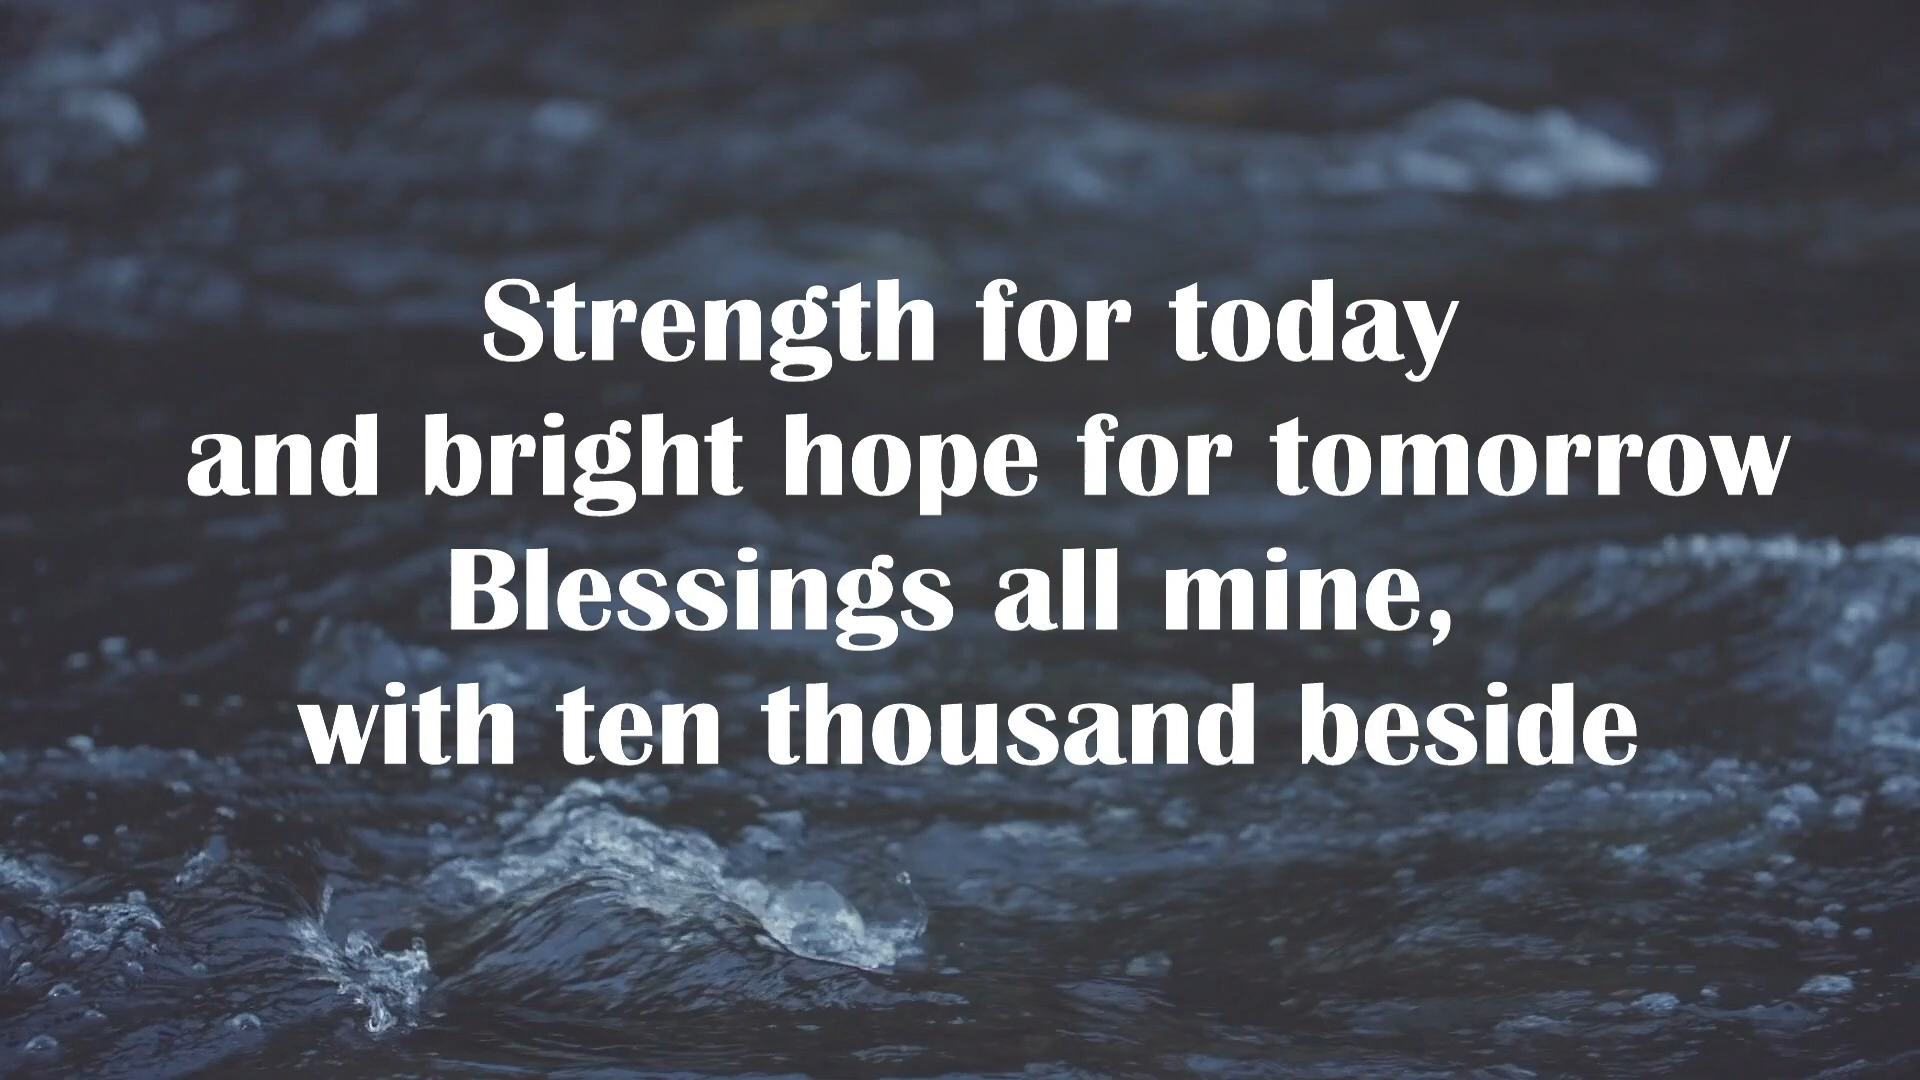 Strength for today
and bright hope for tomorrow
Blessings all mine,
with ten thousand beside